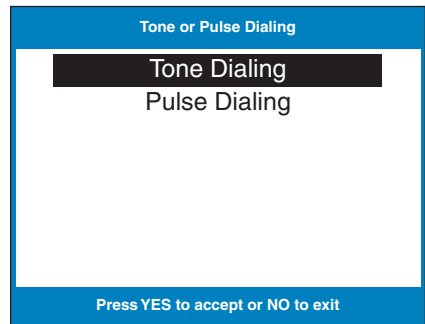 Tone or Pulse Dialing
Tone Dialing
Pulse Dialing
Press YES to accept or NO to exit